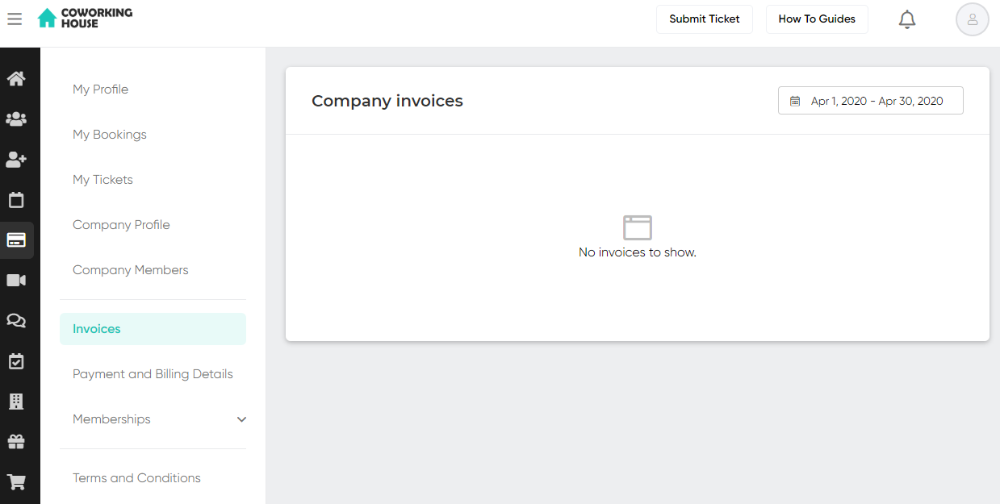 COWORKING
HOUSE
Submit Ticket
How To Guides
My Profile
My Bookings
My Tickets
Company Profile
Company Members
Invoices
Payment and Billing Details
Memberships
Terms and Conditions
Company invoices
Apr 1, 2020 - Apr 30, 2020
No invoices to show.